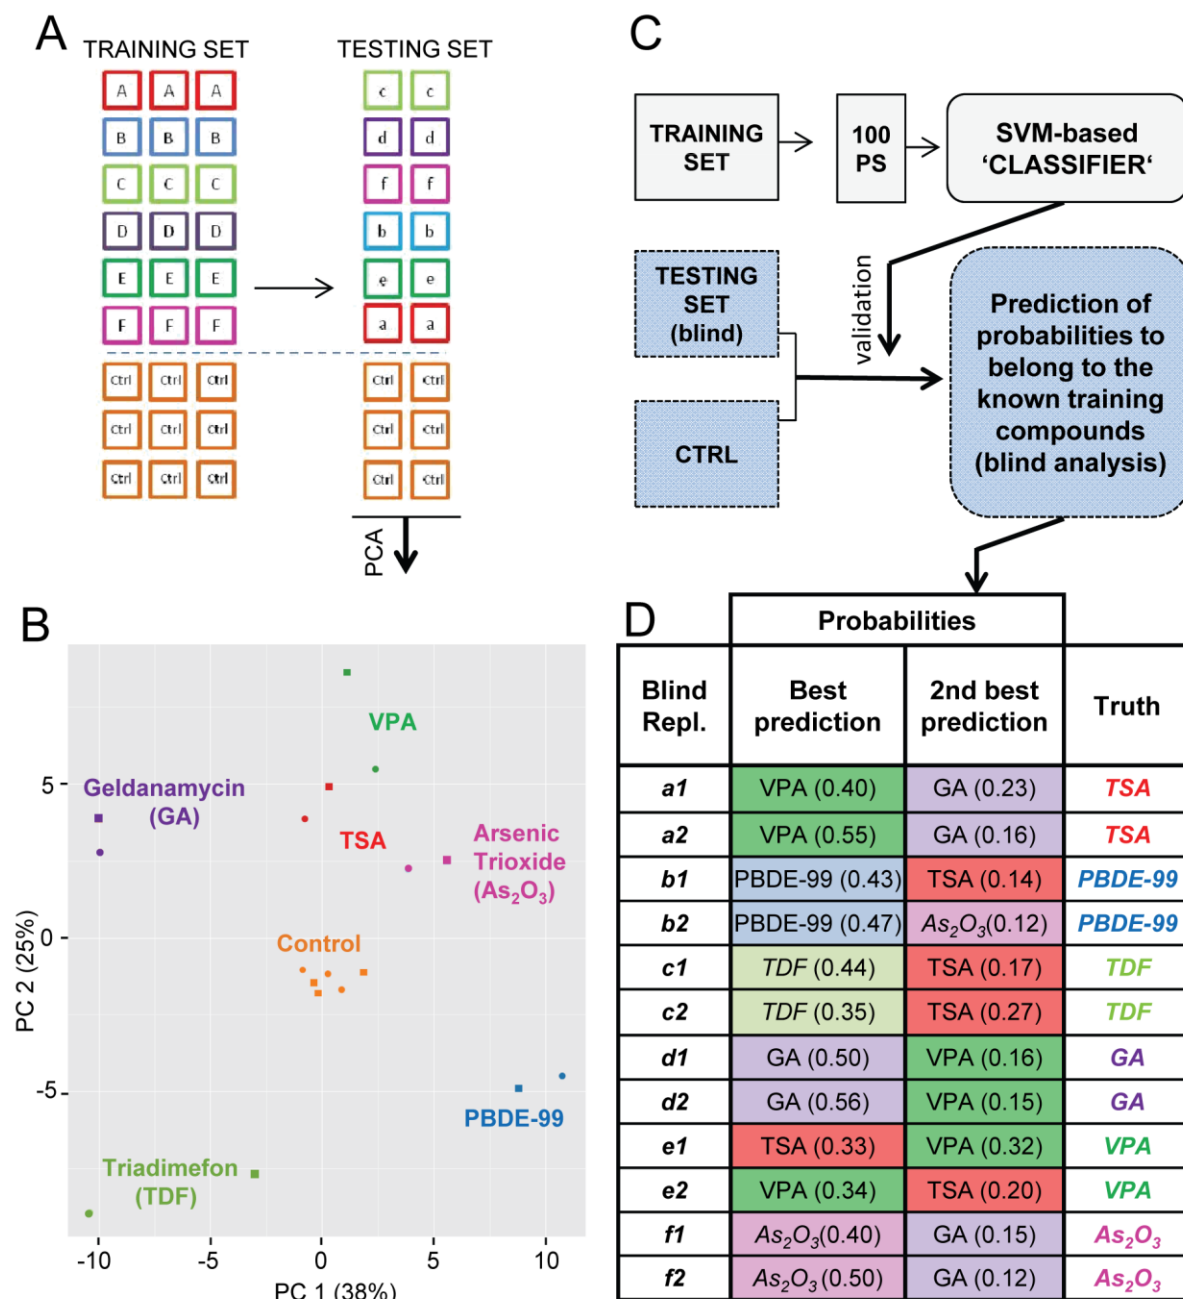 A
TRAINING SET
TESTING SET
A A A
B B B
C C C
D D D
E E E
F F F
Ctrl Ctrl Ctrl
Ctrl Ctrl Ctrl
Ctrl Ctrl Ctrl
c c
d d
f f
b b
e e
a a
Ctrl Ctrl
Ctrl Ctrl
Ctrl Ctrl
PCA
B
VPA
Geldanamycin
(GA)
TSA
Arsenic
Trioxide
(As₂O₃)
Control
PBDE-99
Triadimefon
(TDF)
5
0
-5
PC 2 (25%)
-10 -5 0 5 10
PC 1 (38%)
C
TRAINING
SET
100
PS
SVM-based
‘CLASSIFIER‘
validation
TESTING
SET
(blind)
CTRL
Prediction of
probabilities to
belong to the
known training
compounds
(blind analysis)
D
Probabilities
Blind
Repl.
Best
prediction
2nd best
prediction
Truth
a1 VPA (0.40) GA (0.23) TSA
a2 VPA (0.55) GA (0.16) TSA
b1 PBDE-99 (0.43) TSA (0.14) PBDE-99
b2 PBDE-99 (0.47) As₂O₃(0.12) PBDE-99
c1 TDF (0.44) TSA (0.17) TDF
c2 TDF (0.35) TSA (0.27) TDF
d1 GA (0.50) VPA (0.16) GA
d2 GA (0.56) VPA (0.15) GA
e1 TSA (0.33) VPA (0.32) VPA
e2 VPA (0.34) TSA (0.20) VPA
f1 As₂O₃(0.40) GA (0.15) As₂O₃
f2 As₂O₃(0.50) GA (0.12) As₂O₃